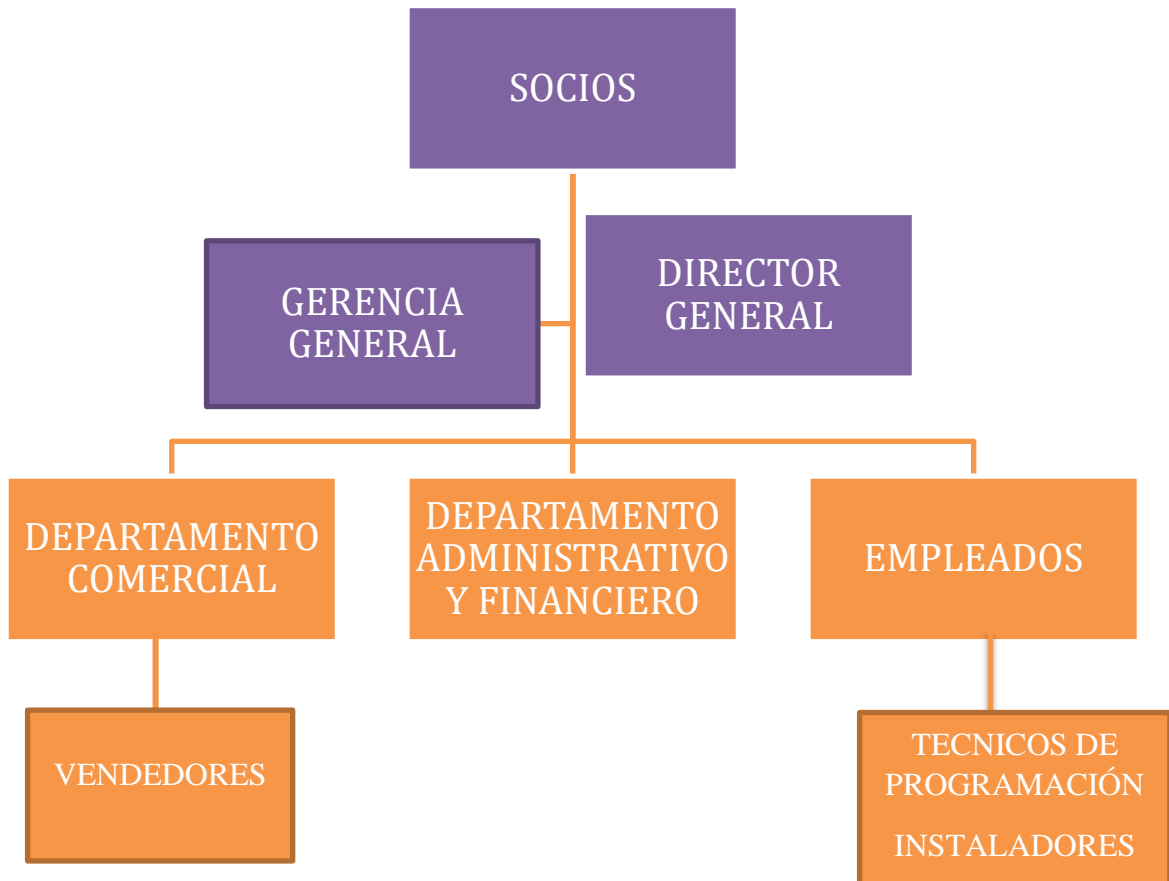 SOCIOS
GERENCIA
GENERAL
DIRECTOR
GENERAL
DEPARTAMENTO
COMERCIAL
DEPARTAMENTO
ADMINISTRATIVO
Y FINANCIERO
EMPLEADOS
VENDEDORES
TECNICOS DE
PROGRAMACIÓN
INSTALADORES